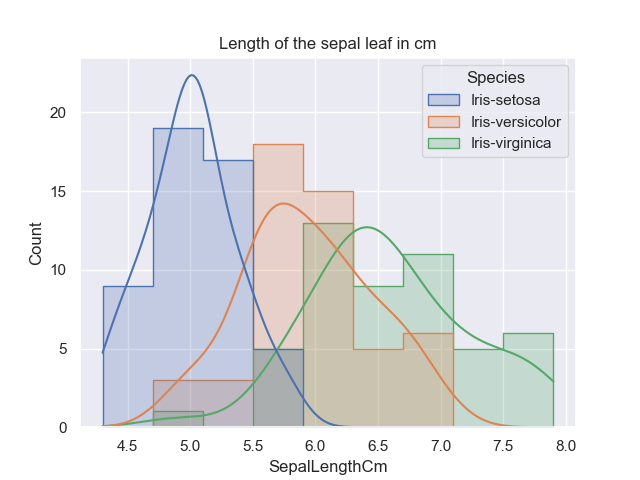 Length of the sepal leaf in cm
Species
Iris-setosa
Iris-versicolor
Iris-virginica
Count
20
15
10
5
0
4.5 5.0 5.5 6.0 6.5 7.0 7.5 8.0
SepalLengthCm